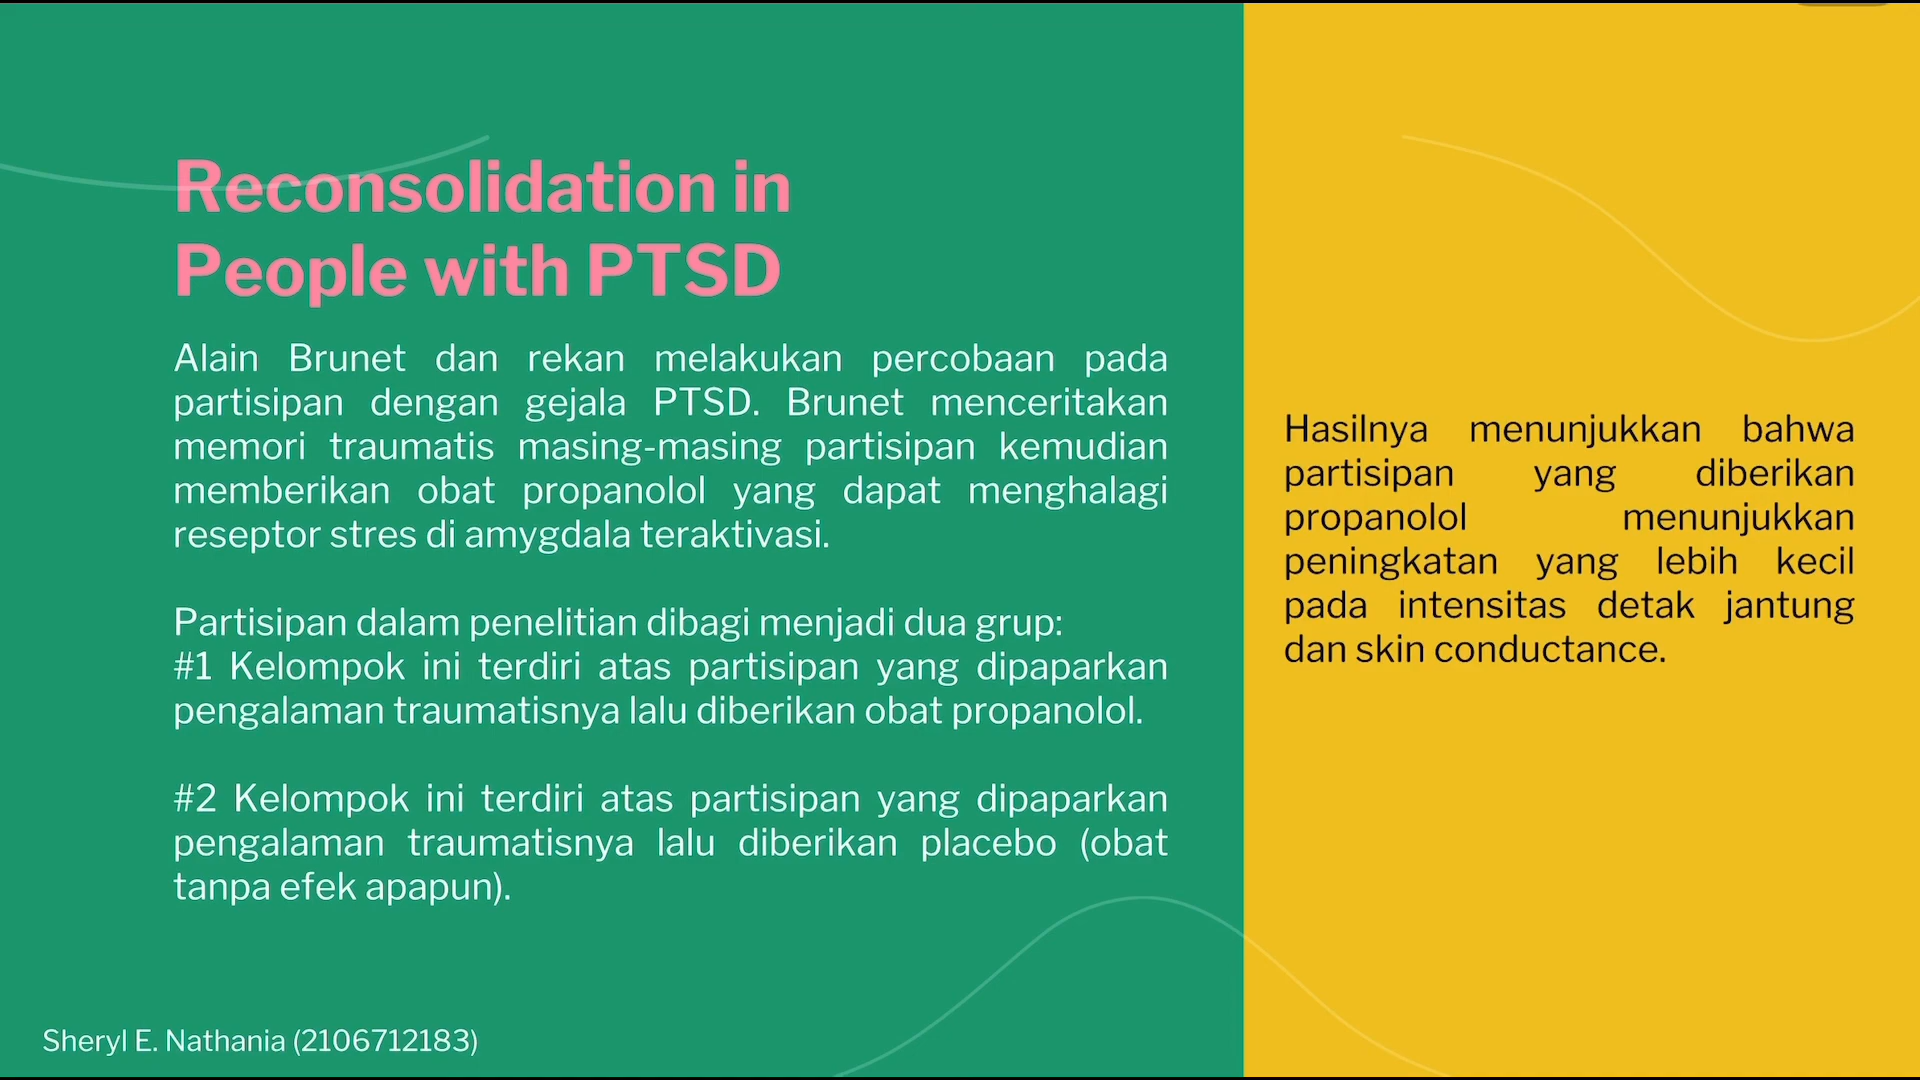 Reconsolidation in
People with PTSD
Alain Brunet dan rekan melakukan percobaan pada
partisipan dengan gejala PTSD. Brunet menceritakan
memori traumatis masing-masing partisipan kemudian
memberikan obat propanolol yang dapat menghalagi
reseptor stres di amygdala teraktivasi.
Partisipan dalam penelitian dibagi menjadi dua grup:
#1 Kelompok ini terdiri atas partisipan yang dipaparkan
pengalaman traumatisnya lalu diberikan obat propanolol.
#2 Kelompok ini terdiri atas partisipan yang dipaparkan
pengalaman traumatisnya lalu diberikan placebo (obat
tanpa efek apapun).
Hasilnya menunjukkan bahwa
partisipan yang diberikan
propanolol menunjukkan
peningkatan yang lebih kecil
pada intensitas detak jantung
dan skin conductance.
Sheryl E. Nathania (2106712183)